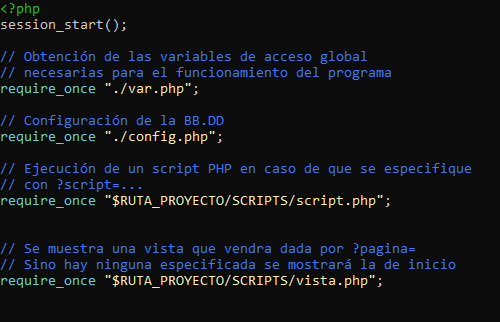 <?php
session_start();
// Obtención de las variables de acceso global
// necesarias para el funcionamiento del programa
require_once "./var.php";
// Configuración de la BB.DD
require_once "./config.php";
// Ejecución de un script PHP en caso de que se especifique
// con ?script=...
require_once "$RUTA_PROYECTO/SCRIPTS/script.php";
// Se muestra una vista que vendra dada por ?pagina=
// Sino hay ninguna especificada se mostrará la de inicio
require_once "$RUTA_PROYECTO/SCRIPTS/vista.php";